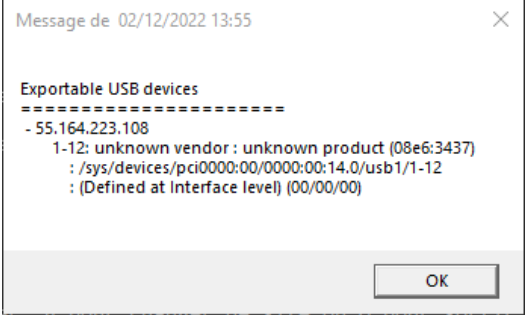 Message de 02/12/2022 13:55
Exportable USB devices
======================
- 55.164.223.108
1-12: unknown vendor : unknown product (08e6:3437)
: /sys/devices/pci0000:00/0000:00:14.0/usb1/1-12
: (Defined at Interface level) (00/00/00)
OK